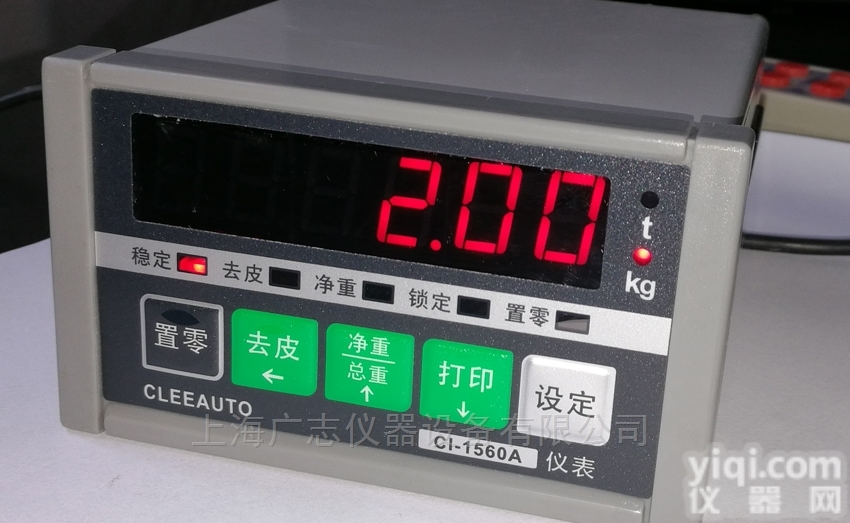 2.00
t
kg
稳定 去皮 净重 锁定 置零
置零
去皮
←
净重
总重
↑
打印
↓
设定
CLEEAUTO
CI-1560A 仪表
上海广志仪器设备有限公司
yiqi.com
仪器网